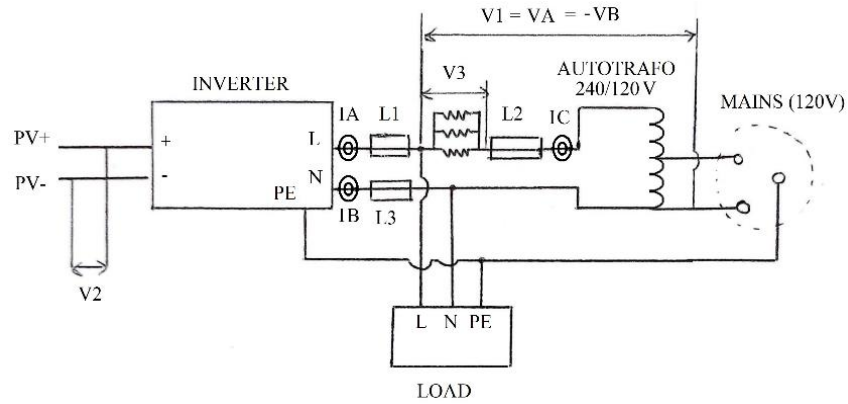 V1 = VA = -VB
INVERTER
V3
AUTOTRAFO
240/120 V
MAINS (120V)
IA
L1
L2
IC
PV+
+
L
PV-
-
N
PE
IB
L3
V2
L N PE
LOAD